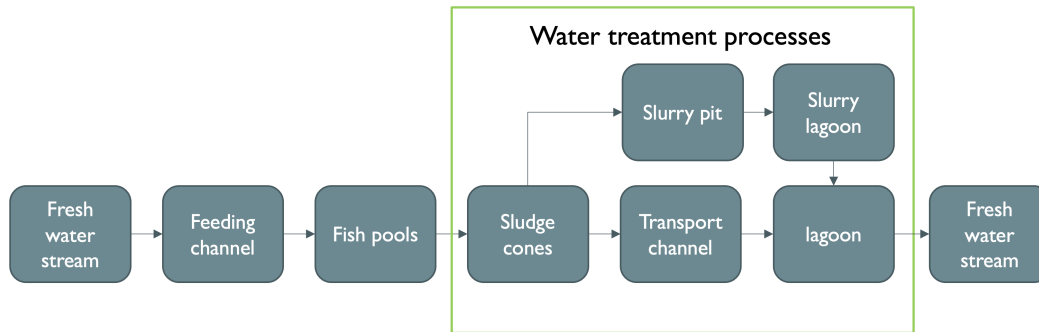 Water treatment processes
Slurry pit
Slurry
lagoon
Fresh
water
stream
Feeding
channel
Fish pools
Sludge
cones
Transport
channel
lagoon
Fresh
water
stream